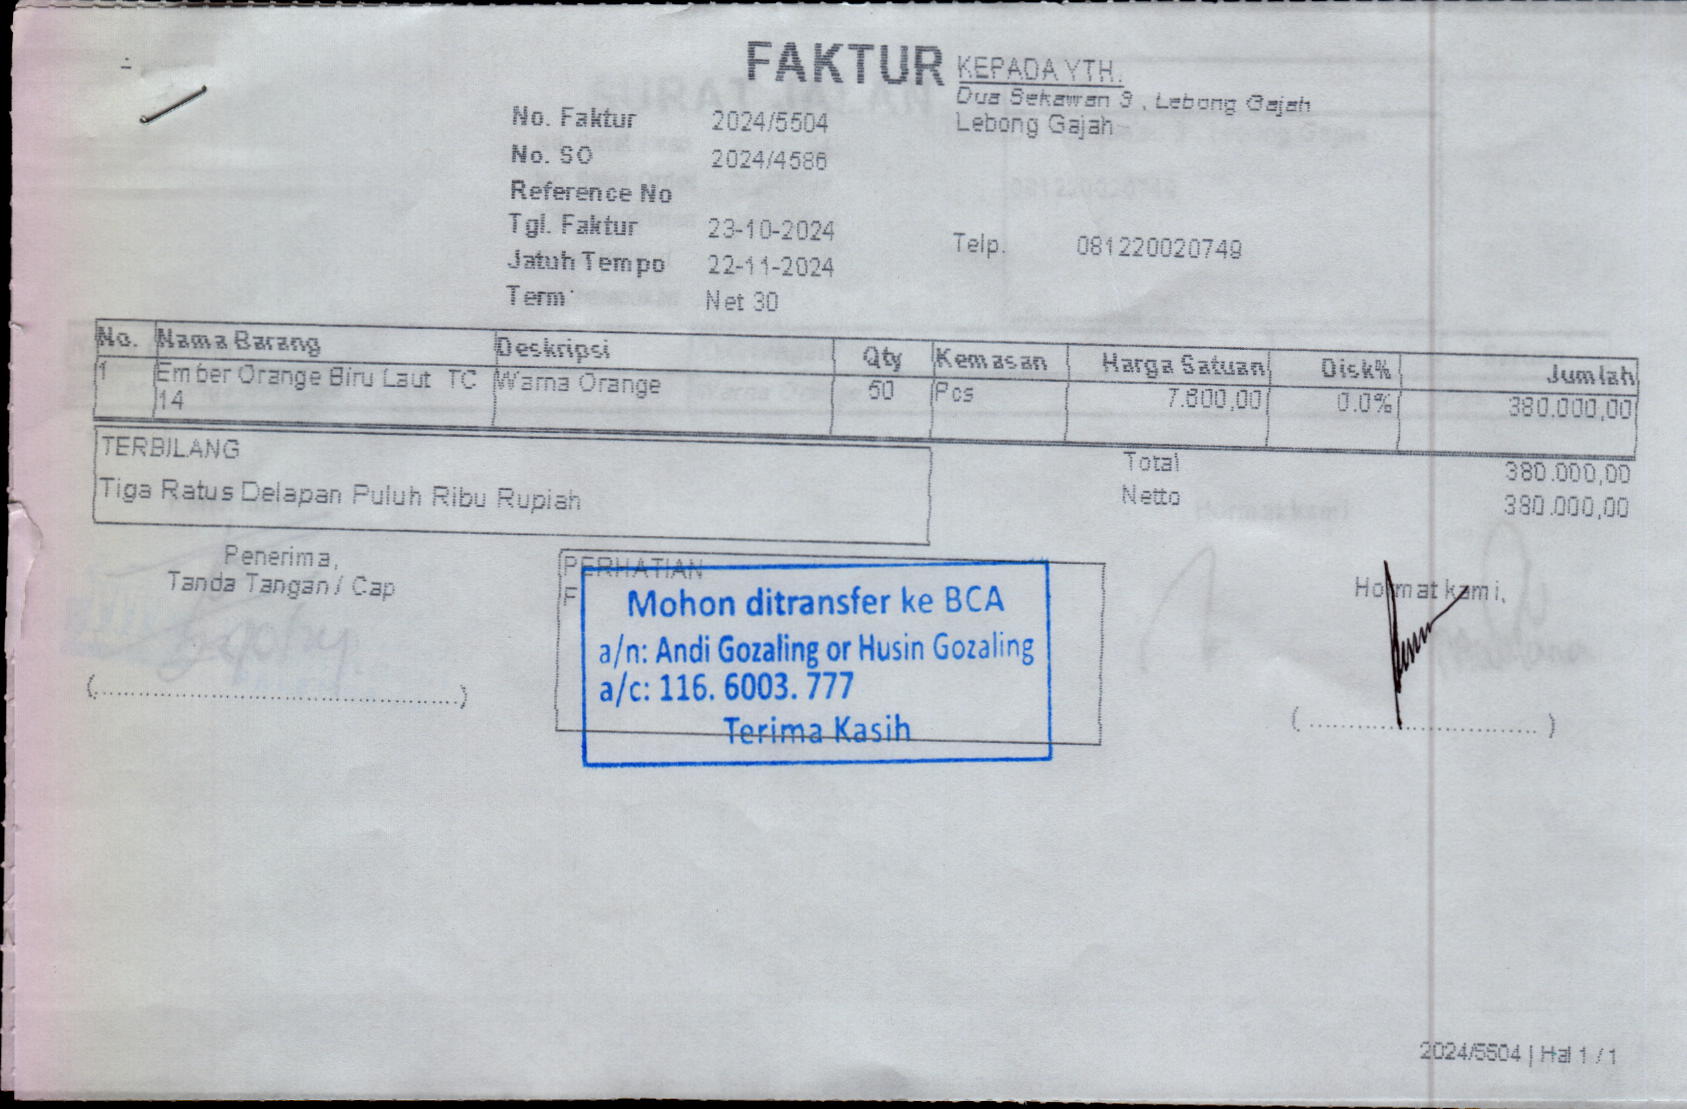 FAKTUR
KEPADA YTH.
Dua Sekawan 3 , Lebong Gajah
Lebong Gajah
No. Faktur 2024/5504
No. SO 2024/4586
Reference No
Tgl. Faktur 23-10-2024
Jatuh Tempo 22-11-2024
Term Net 30
Telp. 081220020749
No. Nama Barang Deskripsi Qty Kemasan Harga Satuan Disk% Jumlah
1 Ember Orange Biru Laut TC Warna Orange 50 Pcs 7.600,00 0.0% 380.000,00
14
TERBILANG
Tiga Ratus Delapan Puluh Ribu Rupiah
Total 380.000,00
Netto 380.000,00
Penerima,
Tanda Tangan / Cap
PERHATIAN
Mohon ditransfer ke BCA
a/n: Andi Gozaling or Husin Gozaling
a/c: 116. 6003. 777
Terima Kasih
Hormat kami,
2024/5504 | Hal 1 / 1